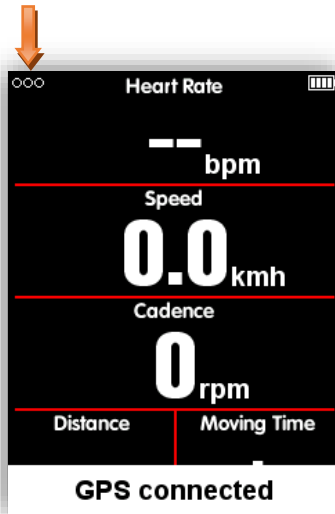 Heart Rate
-- bpm
Speed
0.0 kmh
Cadence
0 rpm
Distance Moving Time
GPS connected